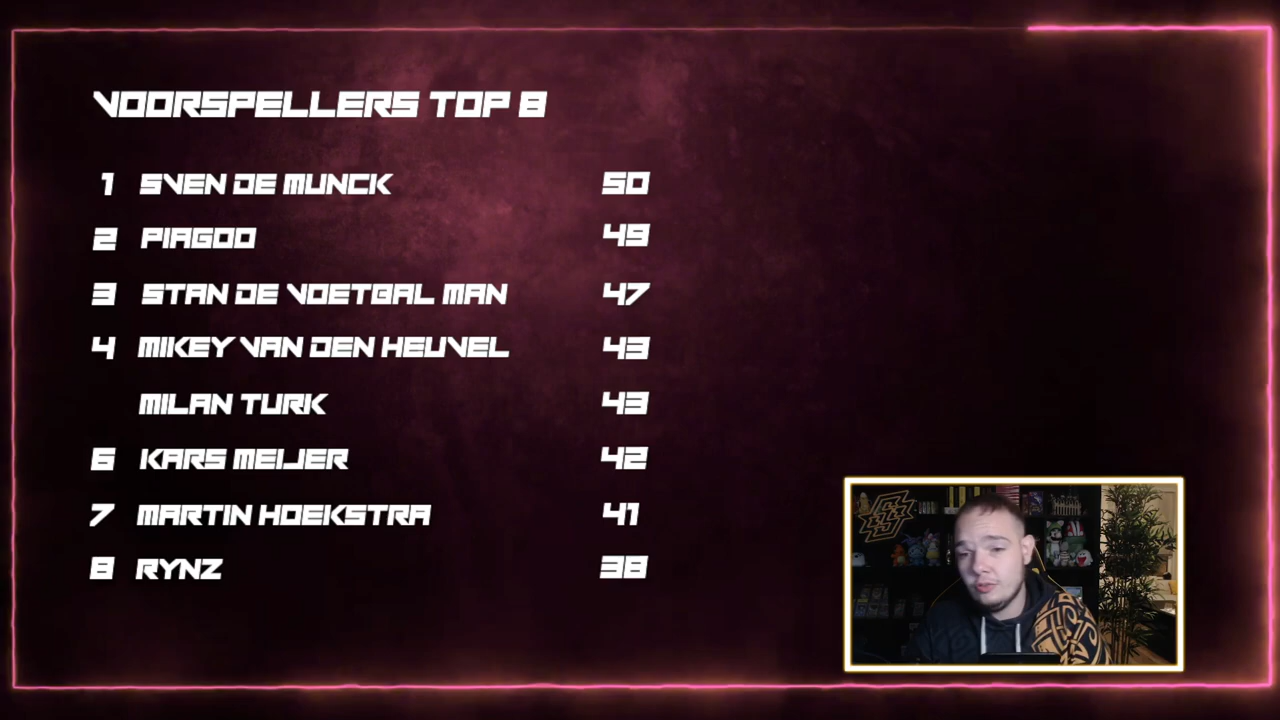 VOORSPELLERS TOP 8
1 SVEN DE MUNCK 50
2 PIAGOO 49
3 STAN DE VOETBAL MAN 47
4 MIKEY VAN DEN HEUVEL 43
MILAN TURK 43
6 KARS MEIJER 42
7 MARTIN HOEKSTRA 41
8 RYNZ 38